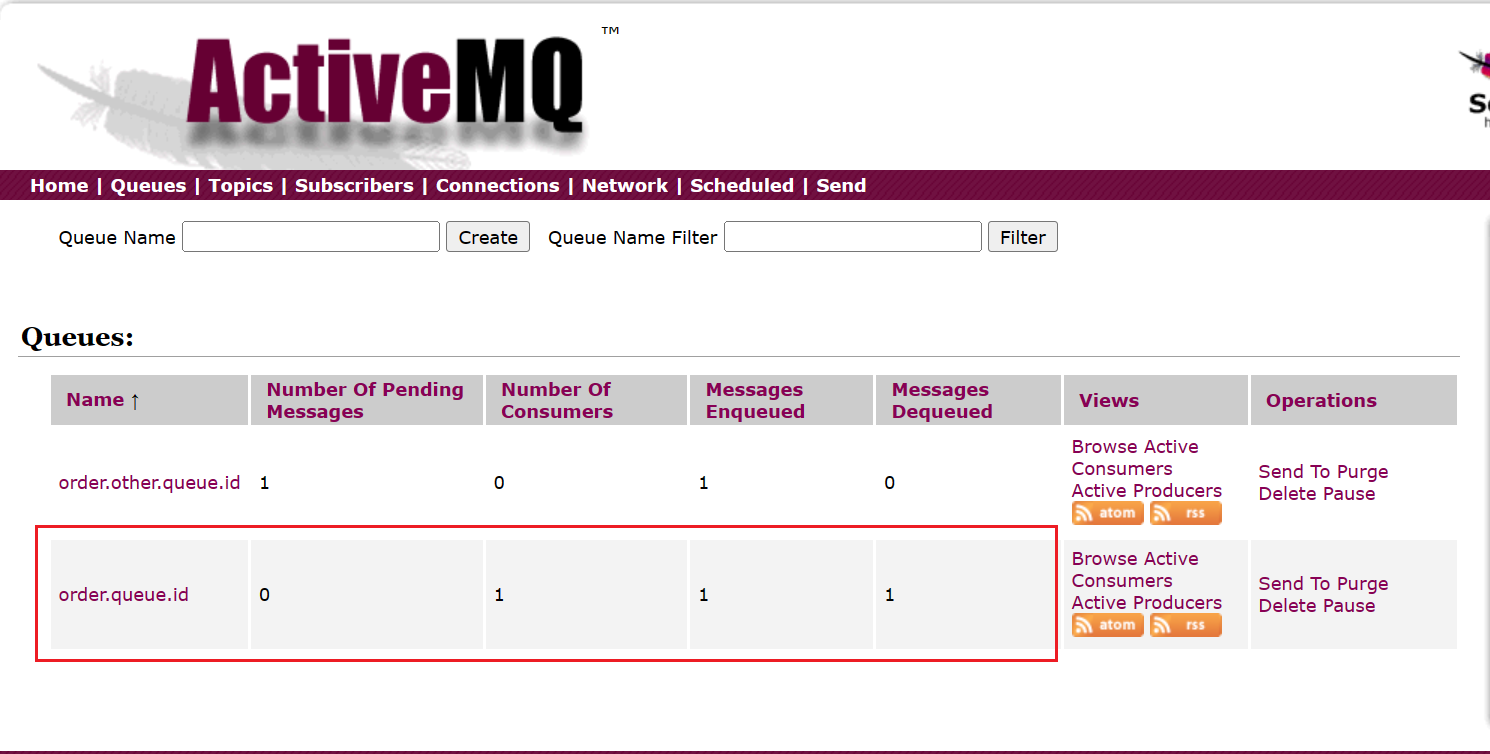 ActiveMQ™
Home | Queues | Topics | Subscribers | Connections | Network | Scheduled | Send
Queue Name Create Queue Name Filter Filter
Queues:
Name ↑ Number Of Pending Messages Number Of Consumers Messages Enqueued Messages Dequeued Views Operations
order.other.queue.id 1 0 1 0
Browse Active
Consumers
Active Producers
atom rss
Send To Purge
Delete Pause
order.queue.id 0 1 1 1
Browse Active
Consumers
Active Producers
atom rss
Send To Purge
Delete Pause